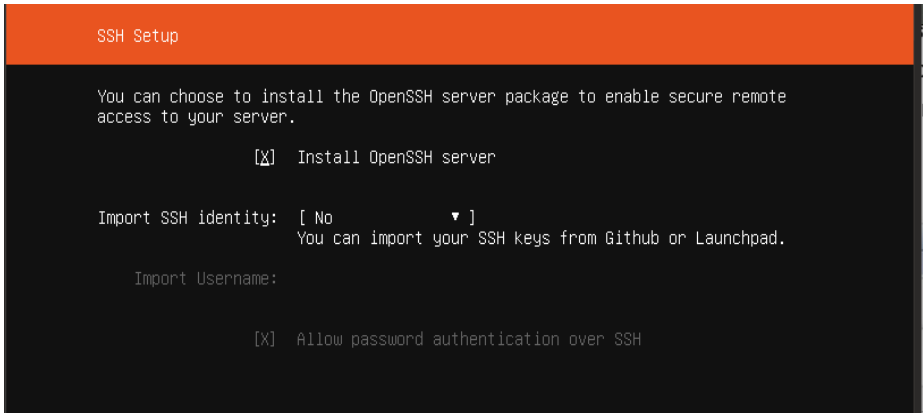 SSH Setup
You can choose to install the OpenSSH server package to enable secure remote
access to your server.
[X] Install OpenSSH server
Import SSH identity: [ No ▾ ]
You can import your SSH keys from Github or Launchpad.
Import Username:
[X] Allow password authentication over SSH